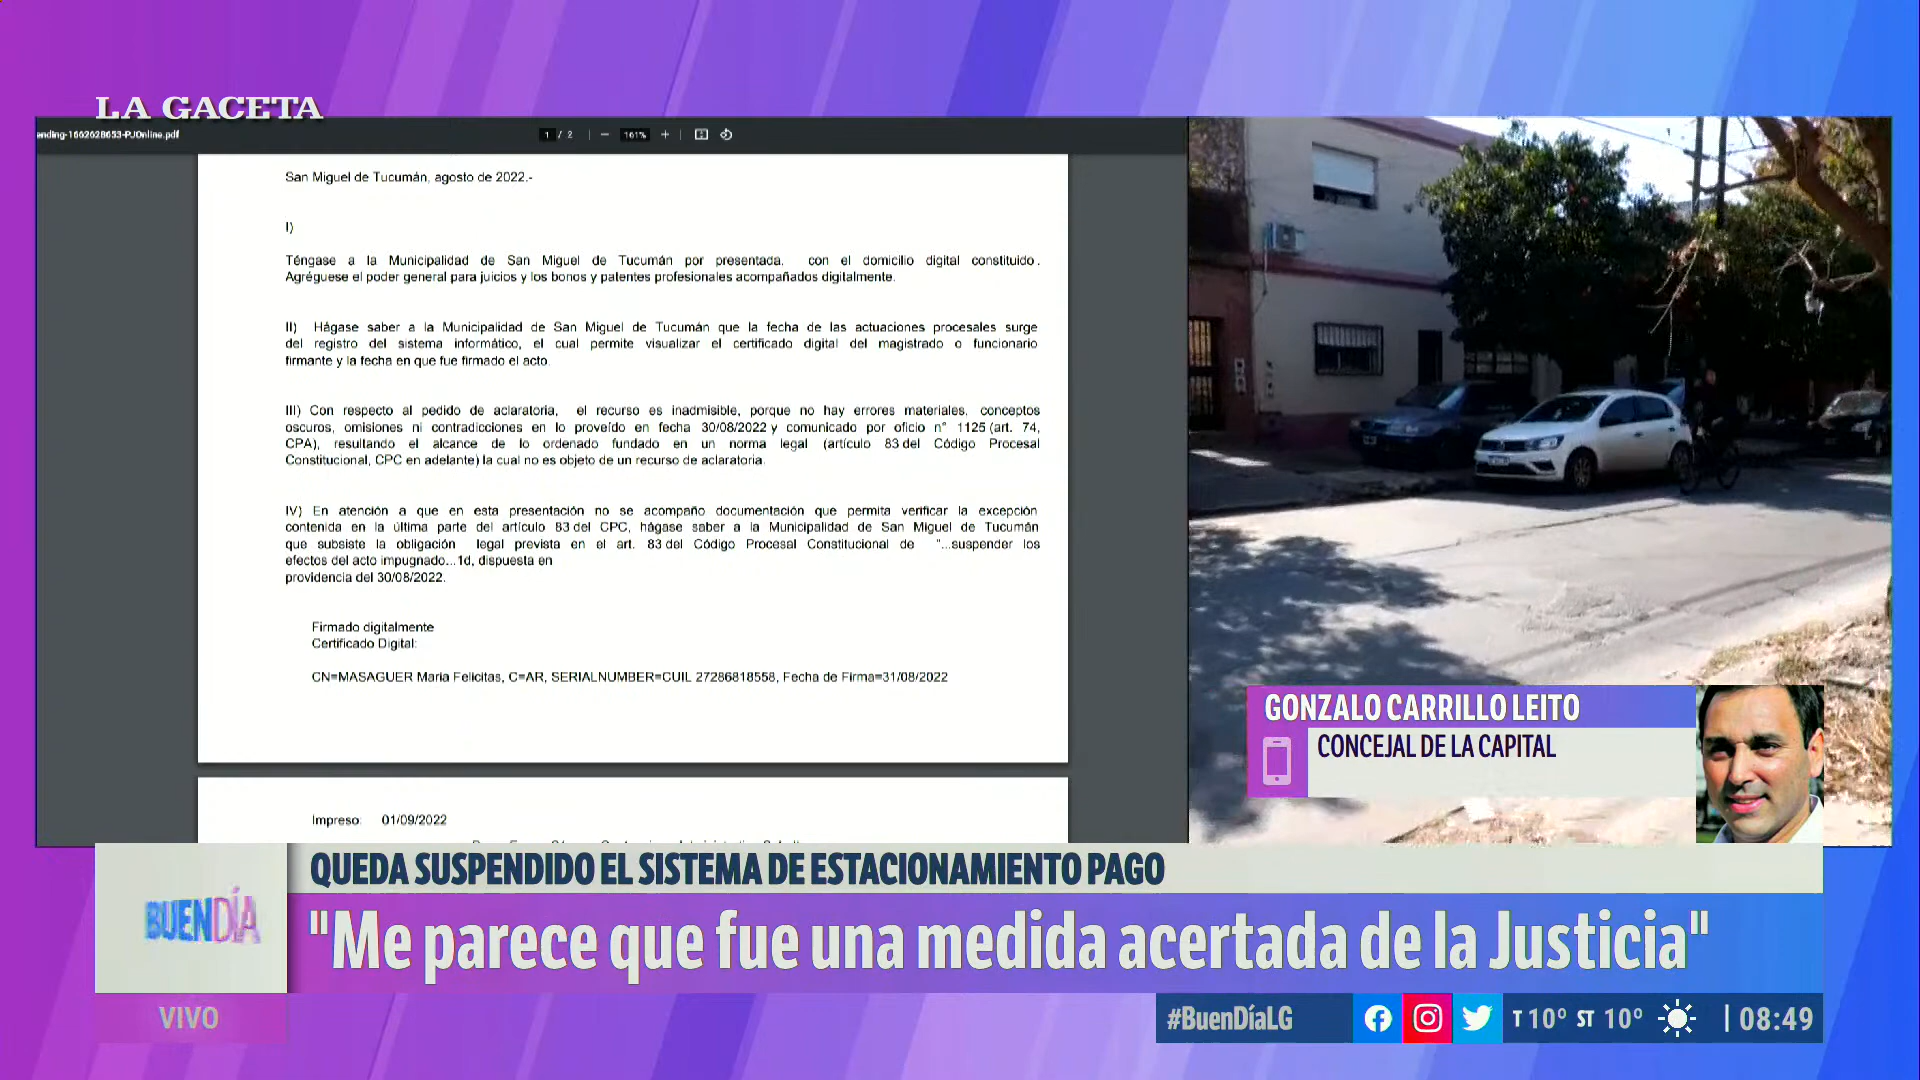 LA GACETA
ending-1662628653-PJOnline.pdf
1 / 2 | − 161% + |
San Miguel de Tucumán, agosto de 2022.-
I)
Téngase a la Municipalidad de San Miguel de Tucumán por presentada, con el domicilio digital constituido.
Agréguese el poder general para juicios y los bonos y patentes profesionales acompañados digitalmente.
II) Hágase saber a la Municipalidad de San Miguel de Tucumán que la fecha de las actuaciones procesales surge
del registro del sistema informático, el cual permite visualizar el certificado digital del magistrado o funcionario
firmante y la fecha en que fue firmado el acto.
III) Con respecto al pedido de aclaratoria, el recurso es inadmisible, porque no hay errores materiales, conceptos
oscuros, omisiones ni contradicciones en lo proveído en fecha 30/08/2022 y comunicado por oficio n° 1125 (art. 74,
CPA), resultando el alcance de lo ordenado fundado en un norma legal (artículo 83 del Código Procesal
Constitucional, CPC en adelante) la cual no es objeto de un recurso de aclaratoria.
IV) En atención a que en esta presentación no se acompaño documentación que permita verificar la excepción
contenida en la última parte del artículo 83 del CPC, hágase saber a la Municipalidad de San Miguel de Tucumán
que subsiste la obligación legal prevista en el art. 83 del Código Procesal Constitucional de "...suspender los
efectos del acto impugnado...1d, dispuesta en
providencia del 30/08/2022.
Firmado digitalmente
Certificado Digital:
CN=MASAGUER Maria Felicitas, C=AR, SERIALNUMBER=CUIL 27286818558, Fecha de Firma=31/08/2022
Impreso: 01/09/2022
GONZALO CARRILLO LEITO
CONCEJAL DE LA CAPITAL
QUEDA SUSPENDIDO EL SISTEMA DE ESTACIONAMIENTO PAGO
BUEN DÍA
"Me parece que fue una medida acertada de la Justicia"
VIVO
#BuenDíaLG
T 10° ST 10° | 08:49